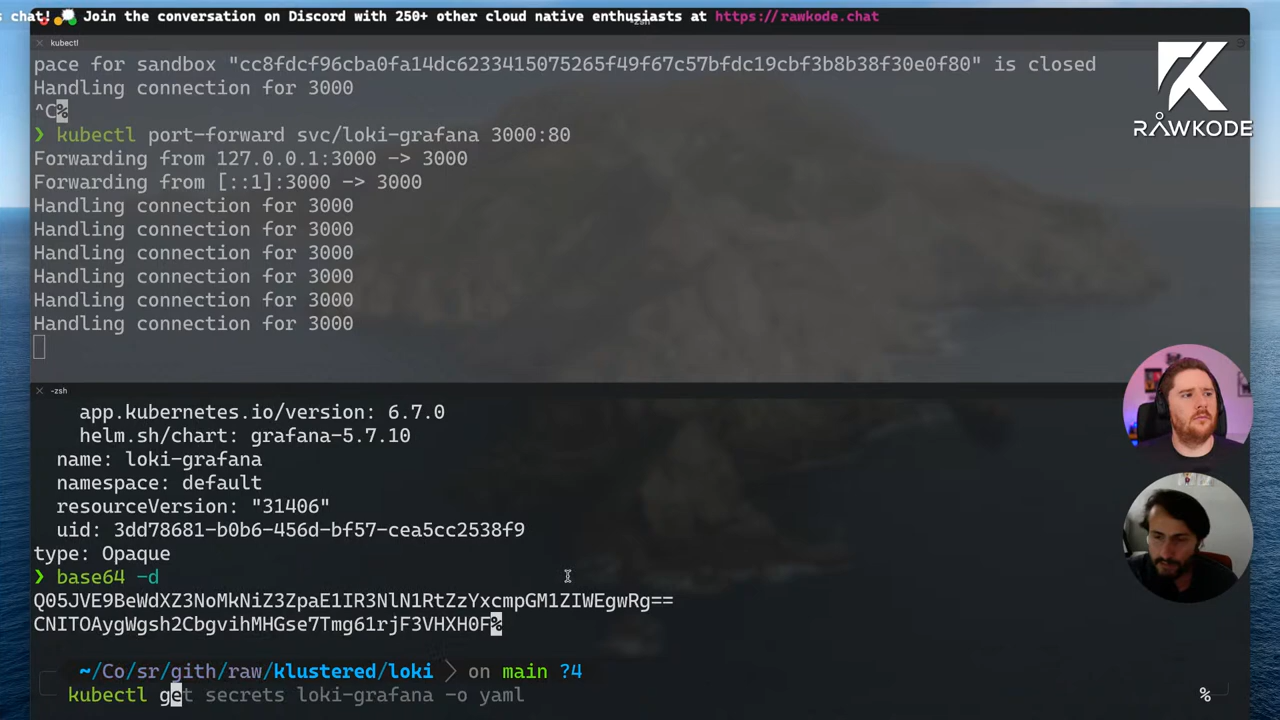 s chat! 💭 Join the conversation on Discord with 250+ other cloud native enthusiasts at https://rawkode.chat
-zsh
× kubectl
pace for sandbox "cc8fdcf96cba0fa14dc6233415075265f49f67c57bfdc19cbf3b8b38f30e0f80" is closed
Handling connection for 3000
^C%
❯ kubectl port-forward svc/loki-grafana 3000:80
Forwarding from 127.0.0.1:3000 -> 3000
Forwarding from [::1]:3000 -> 3000
Handling connection for 3000
Handling connection for 3000
Handling connection for 3000
Handling connection for 3000
Handling connection for 3000
Handling connection for 3000
RAWKODE
× -zsh
app.kubernetes.io/version: 6.7.0
helm.sh/chart: grafana-5.7.10
name: loki-grafana
namespace: default
resourceVersion: "31406"
uid: 3dd78681-b0b6-456d-bf57-cea5cc2538f9
type: Opaque
❯ base64 -d
Q05JVE9BeWdXZ3NoMkNiZ3ZpaE1IR3NlN1RtZzYxcmpGM1ZIWEgwRg==
CNITOAygWgsh2CbgvihMHGse7Tmg61rjF3VHXH0F%
~/Co/sr/gith/raw/klustered/loki 〉 on main ?4
kubectl get secrets loki-grafana -o yaml %